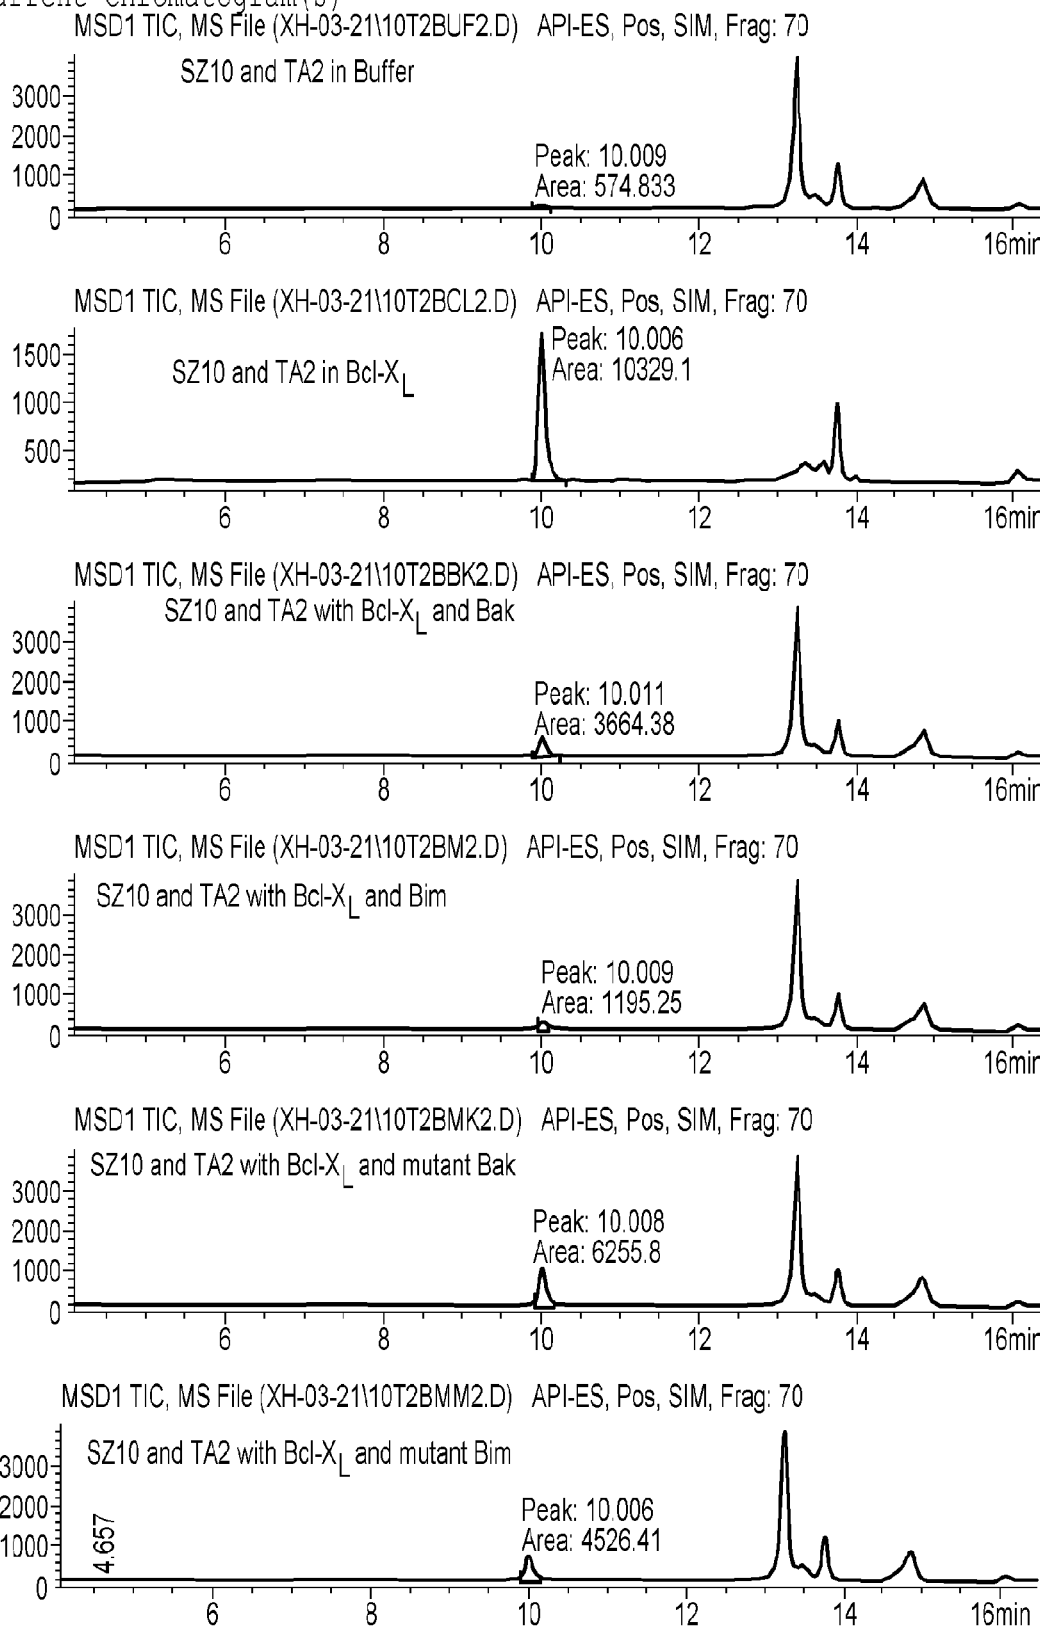 MSD1 TIC, MS File (XH-03-21\10T2BUF2.D) API-ES, Pos, SIM, Frag: 70
SZ10 and TA2 in Buffer
3000
2000
1000
0
Peak: 10.009
Area: 574.833
6 8 10 12 14 16min
MSD1 TIC, MS File (XH-03-21\10T2BCL2.D) API-ES, Pos, SIM, Frag: 70
SZ10 and TA2 in Bcl-XL
1500
1000
500
Peak: 10.006
Area: 10329.1
6 8 10 12 14 16min
MSD1 TIC, MS File (XH-03-21\10T2BBK2.D) API-ES, Pos, SIM, Frag: 70
SZ10 and TA2 with Bcl-XL and Bak
3000
2000
1000
0
Peak: 10.011
Area: 3664.38
6 8 10 12 14 16min
MSD1 TIC, MS File (XH-03-21\10T2BM2.D) API-ES, Pos, SIM, Frag: 70
SZ10 and TA2 with Bcl-XL and Bim
3000
2000
1000
0
Peak: 10.009
Area: 1195.25
6 8 10 12 14 16min
MSD1 TIC, MS File (XH-03-21\10T2BMK2.D) API-ES, Pos, SIM, Frag: 70
SZ10 and TA2 with Bcl-XL and mutant Bak
3000
2000
1000
0
Peak: 10.008
Area: 6255.8
6 8 10 12 14 16min
MSD1 TIC, MS File (XH-03-21\10T2BMM2.D) API-ES, Pos, SIM, Frag: 70
SZ10 and TA2 with Bcl-XL and mutant Bim
3000
2000
1000
0
4.657
Peak: 10.006
Area: 4526.41
6 8 10 12 14 16min